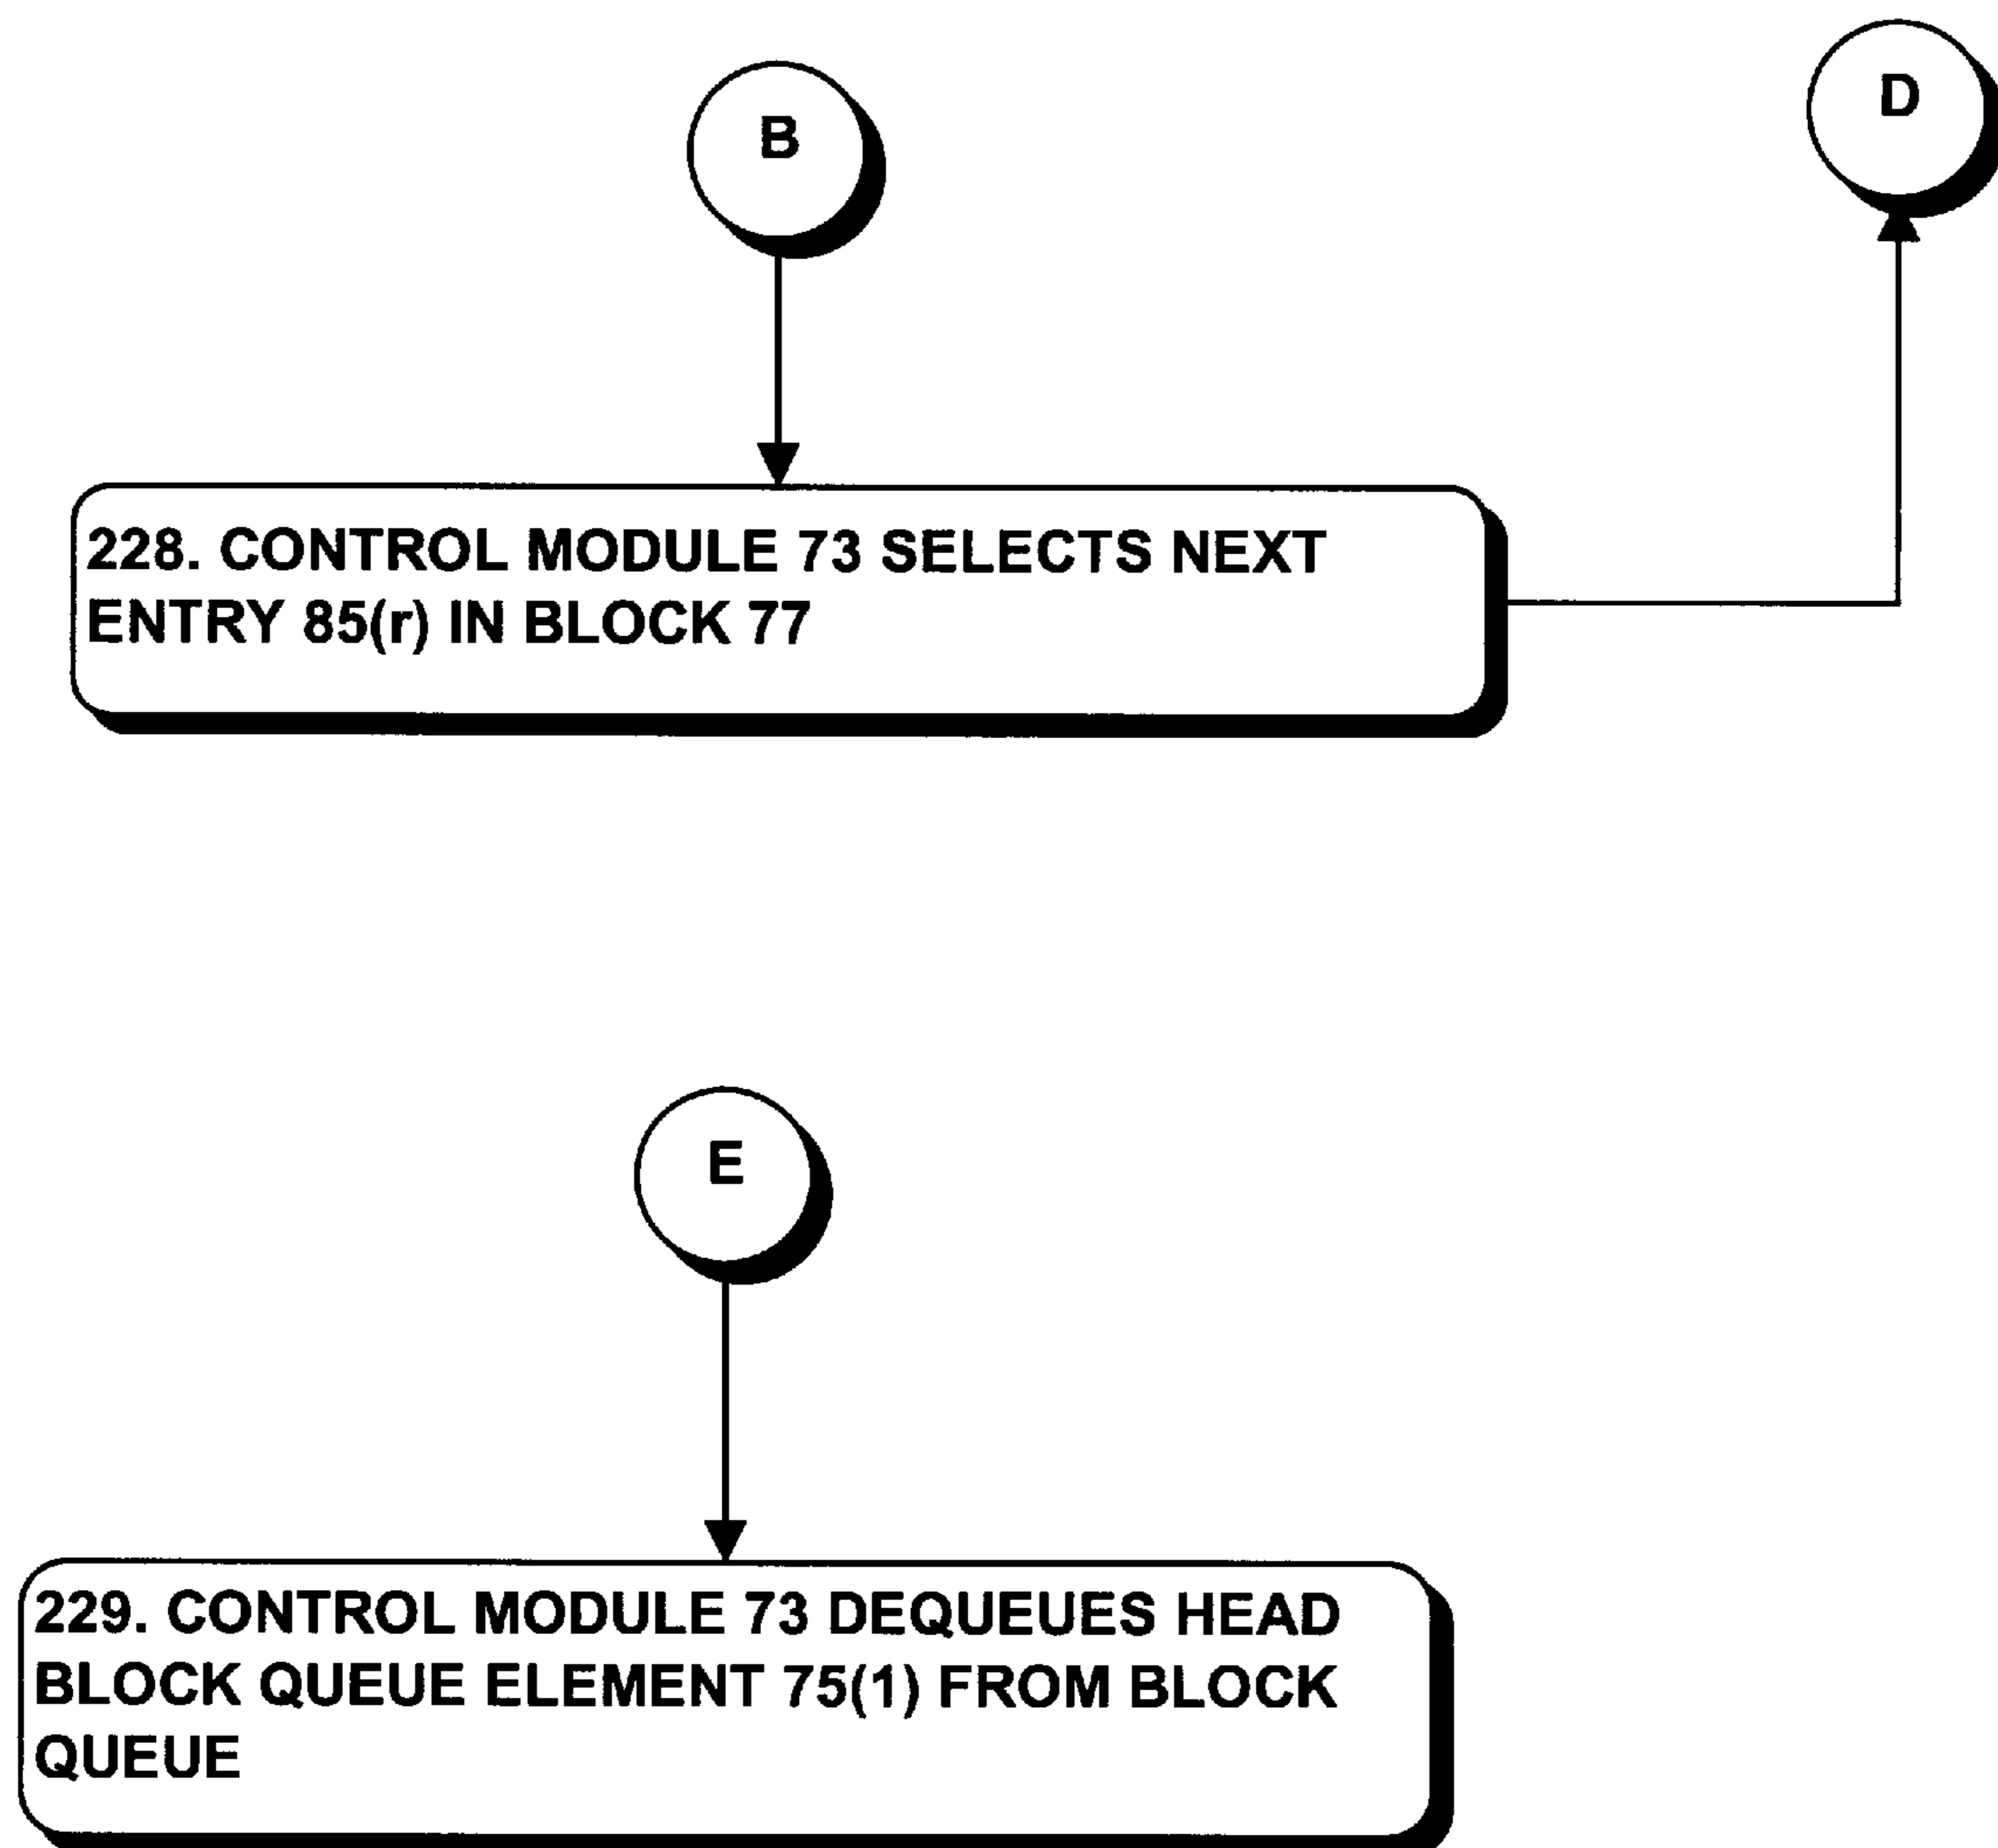 B
D
228. CONTROL MODULE 73 SELECTS NEXT
ENTRY 85(r) IN BLOCK 77
E
229. CONTROL MODULE 73 DEQUEUES HEAD
BLOCK QUEUE ELEMENT 75(1) FROM BLOCK
QUEUE